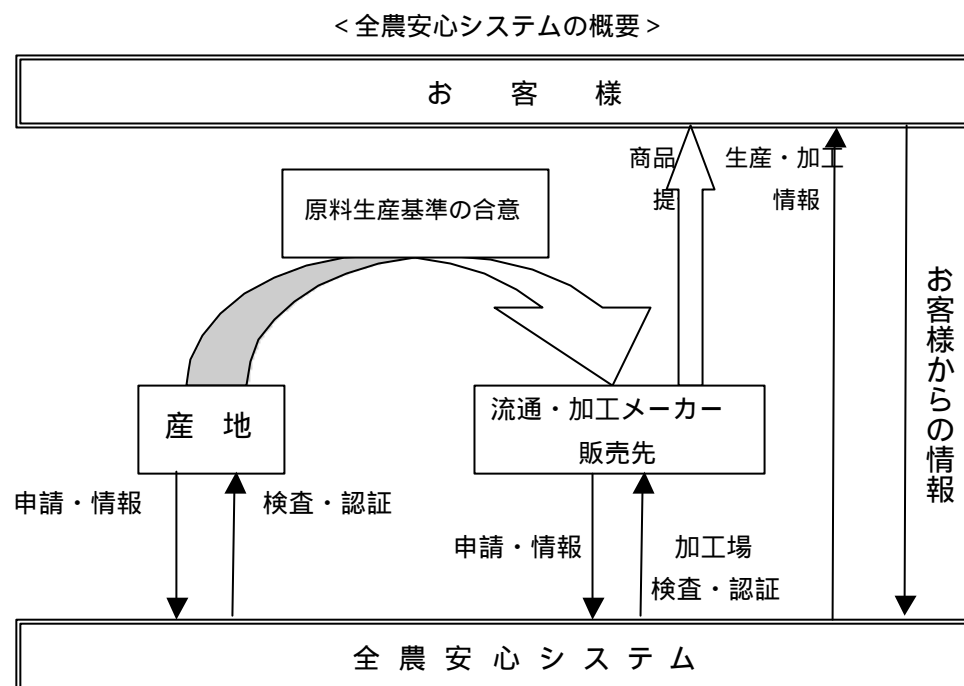 <全農安心システムの概要>
お 客 様
商品
提
生産・加工
情報
原料生産基準の合意
お客様からの情報
産 地
流通・加工メーカー
販売先
申請・情報
検査・認証
申請・情報
加工場
検査・認証
全 農 安 心 シ ス テ ム